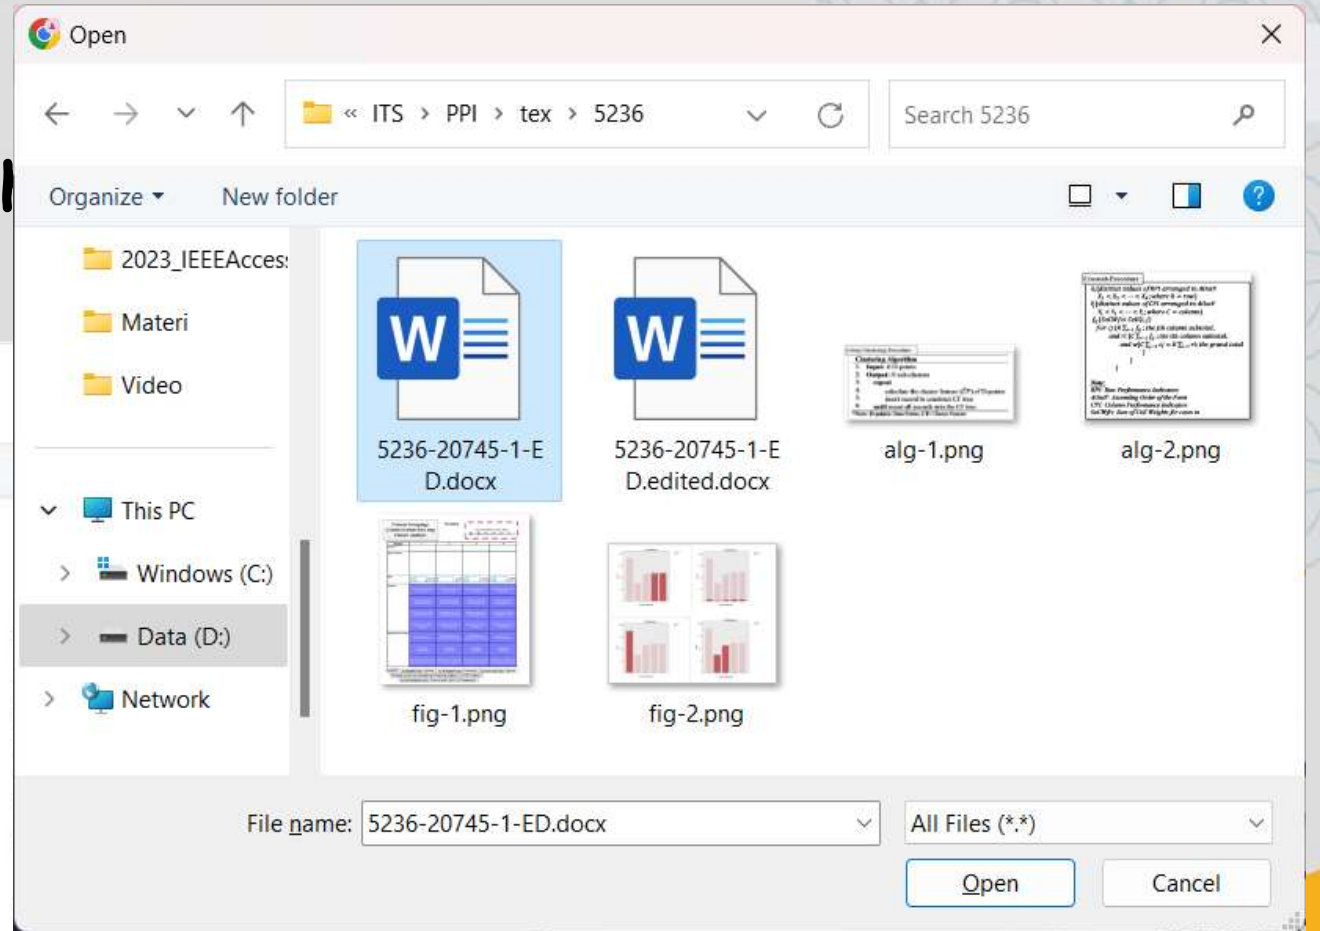 Open
« ITS > PPI > tex > 5236
Search 5236
Organize
New folder
2023_IEEEAccess
Materi
Video
This PC
Windows (C:)
Data (D:)
Network
5236-20745-1-E
D.docx
5236-20745-1-E
D.edited.docx
alg-1.png
alg-2.png
fig-1.png
fig-2.png
File name: 5236-20745-1-ED.docx
All Files (*.*)
Open
Cancel